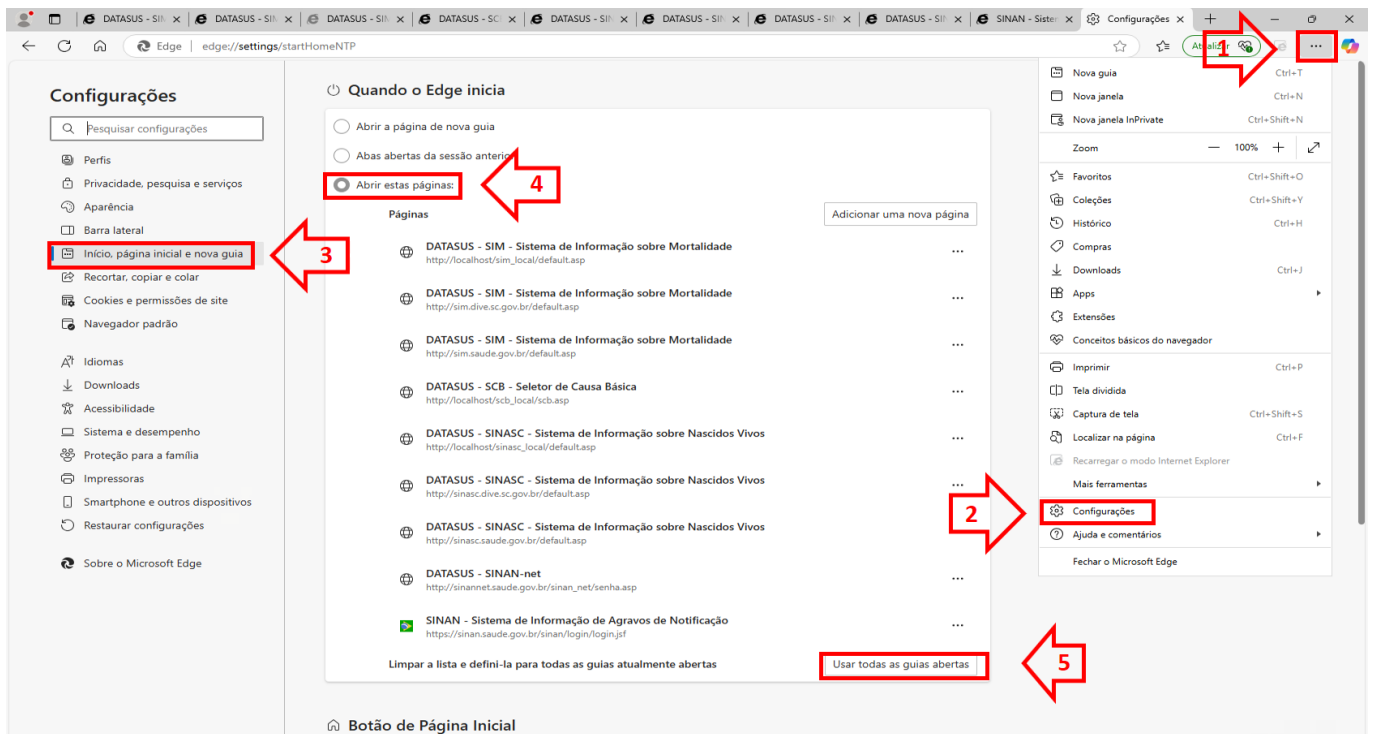 DATASUS - SIN
DATASUS - SIN
DATASUS - SIN
DATASUS - SCI
DATASUS - SIN
DATASUS - SIN
DATASUS - SIN
DATASUS - SIN
SINAN - Sister
Configurações
Edge | edge://settings/startHomeNTP
1
Configurações
Pesquisar configurações
Perfis
Privacidade, pesquisa e serviços
Aparência
Barra lateral
Início, página inicial e nova guia
3
Recortar, copiar e colar
Cookies e permissões de site
Navegador padrão
Idiomas
Downloads
Acessibilidade
Sistema e desempenho
Proteção para a família
Impressoras
Smartphone e outros dispositivos
Restaurar configurações
Sobre o Microsoft Edge
Quando o Edge inicia
Abrir a página de nova guia
Abas abertas da sessão anterior
Abrir estas páginas:
4
Páginas
Adicionar uma nova página
DATASUS - SIM - Sistema de Informação sobre Mortalidade
http://localhost/sim_local/default.asp
DATASUS - SIM - Sistema de Informação sobre Mortalidade
http://sim.dive.sc.gov.br/default.asp
DATASUS - SIM - Sistema de Informação sobre Mortalidade
http://sim.saude.gov.br/default.asp
DATASUS - SCB - Seletor de Causa Básica
http://localhost/scb_local/scb.asp
DATASUS - SINASC - Sistema de Informação sobre Nascidos Vivos
http://localhost/sinasc_local/default.asp
DATASUS - SINASC - Sistema de Informação sobre Nascidos Vivos
http://sinasc.dive.sc.gov.br/default.asp
DATASUS - SINASC - Sistema de Informação sobre Nascidos Vivos
http://sinasc.saude.gov.br/default.asp
DATASUS - SINAN-net
http://sinannet.saude.gov.br/sinan_net/senha.asp
SINAN - Sistema de Informação de Agravos de Notificação
https://sinan.saude.gov.br/sinan/login/login.jsf
Limpar a lista e defini-la para todas as guias atualmente abertas
Usar todas as guias abertas
5
Botão de Página Inicial
Nova guia Ctrl+T
Nova janela Ctrl+N
Nova janela InPrivate Ctrl+Shift+N
Zoom — 100% +
Favoritos Ctrl+Shift+O
Coleções Ctrl+Shift+Y
Histórico Ctrl+H
Compras
Downloads Ctrl+J
Apps
Extensões
Conceitos básicos do navegador
Imprimir Ctrl+P
Tela dividida
Captura de tela Ctrl+Shift+S
Localizar na página Ctrl+F
Recarregar o modo Internet Explorer
Mais ferramentas
2
Configurações
Ajuda e comentários
Fechar o Microsoft Edge